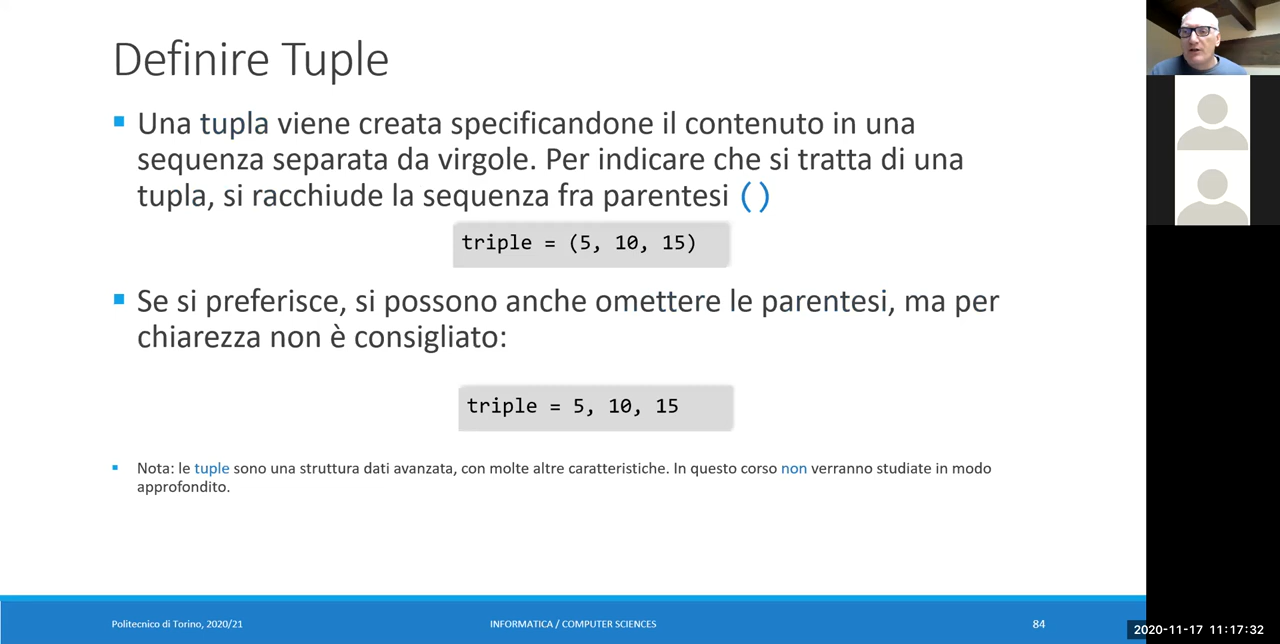 Definire Tuple
Una tupla viene creata specificandone il contenuto in una
sequenza separata da virgole. Per indicare che si tratta di una
tupla, si racchiude la sequenza fra parentesi ()
triple = (5, 10, 15)
Se si preferisce, si possono anche omettere le parentesi, ma per
chiarezza non è consigliato:
triple = 5, 10, 15
Nota: le tuple sono una struttura dati avanzata, con molte altre caratteristiche. In questo corso non verranno studiate in modo
approfondito.
Politecnico di Torino, 2020/21
INFORMATICA / COMPUTER SCIENCES
84
2020-11-17 11:17:32